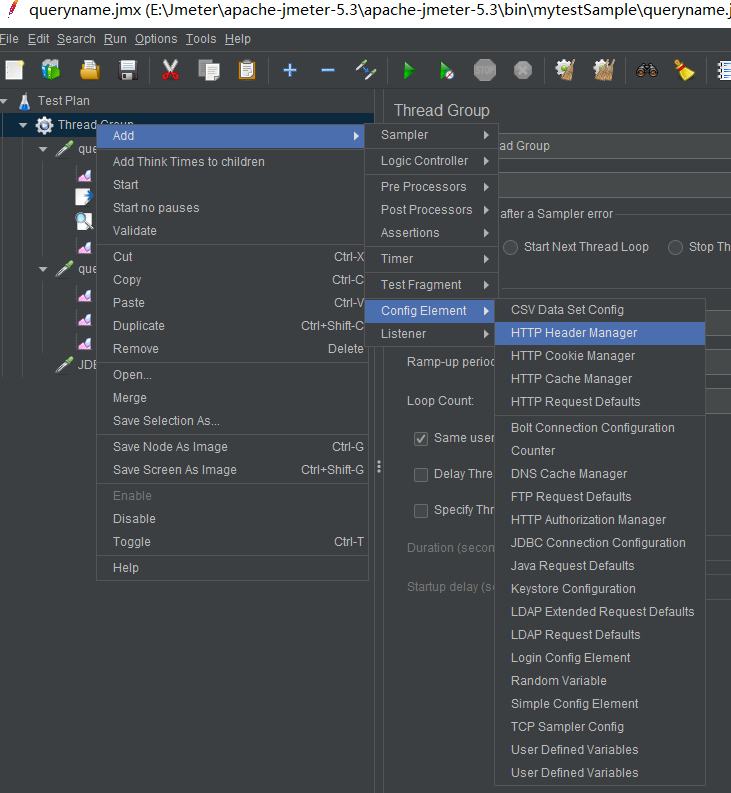 queryname.jmx (E:\Jmeter\apache-jmeter-5.3\apache-jmeter-5.3\bin\mytestSample\queryname.j
File Edit Search Run Options Tools Help
STOP
Test Plan
Thread Group
que
que
JDB
Add
Add Think Times to children
Start
Start no pauses
Validate
Cut Ctrl-X
Copy Ctrl-C
Paste Ctrl-V
Duplicate Ctrl+Shift-C
Remove Delete
Open...
Merge
Save Selection As...
Save Node As Image Ctrl-G
Save Screen As Image Ctrl+Shift-G
Enable
Disable
Toggle Ctrl-T
Help
Sampler
Logic Controller
Pre Processors
Post Processors
Assertions
Timer
Test Fragment
Config Element
Listener
CSV Data Set Config
HTTP Header Manager
HTTP Cookie Manager
HTTP Cache Manager
HTTP Request Defaults
Bolt Connection Configuration
Counter
DNS Cache Manager
FTP Request Defaults
HTTP Authorization Manager
JDBC Connection Configuration
Java Request Defaults
Keystore Configuration
LDAP Extended Request Defaults
LDAP Request Defaults
Login Config Element
Random Variable
Simple Config Element
TCP Sampler Config
User Defined Variables
User Defined Variables
Thread Group
ad Group
after a Sampler error
Start Next Thread Loop Stop Th
Ramp-up period
Loop Count:
Same user
Delay Thre
Specify Thr
Duration (secon
Startup delay (se